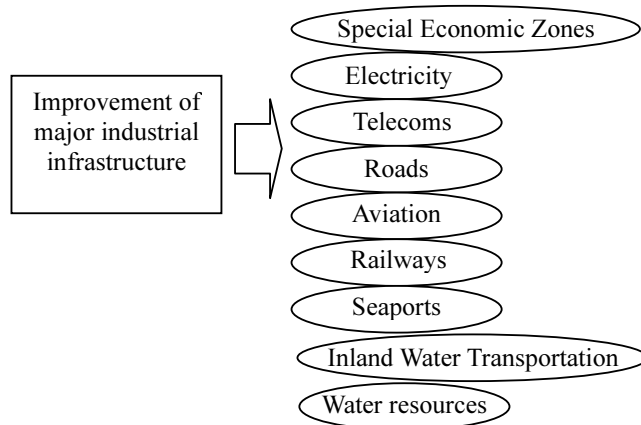 Special Economic Zones
Improvement of
major industrial
infrastructure
Electricity
Telecoms
Roads
Aviation
Railways
Seaports
Inland Water Transportation
Water resources